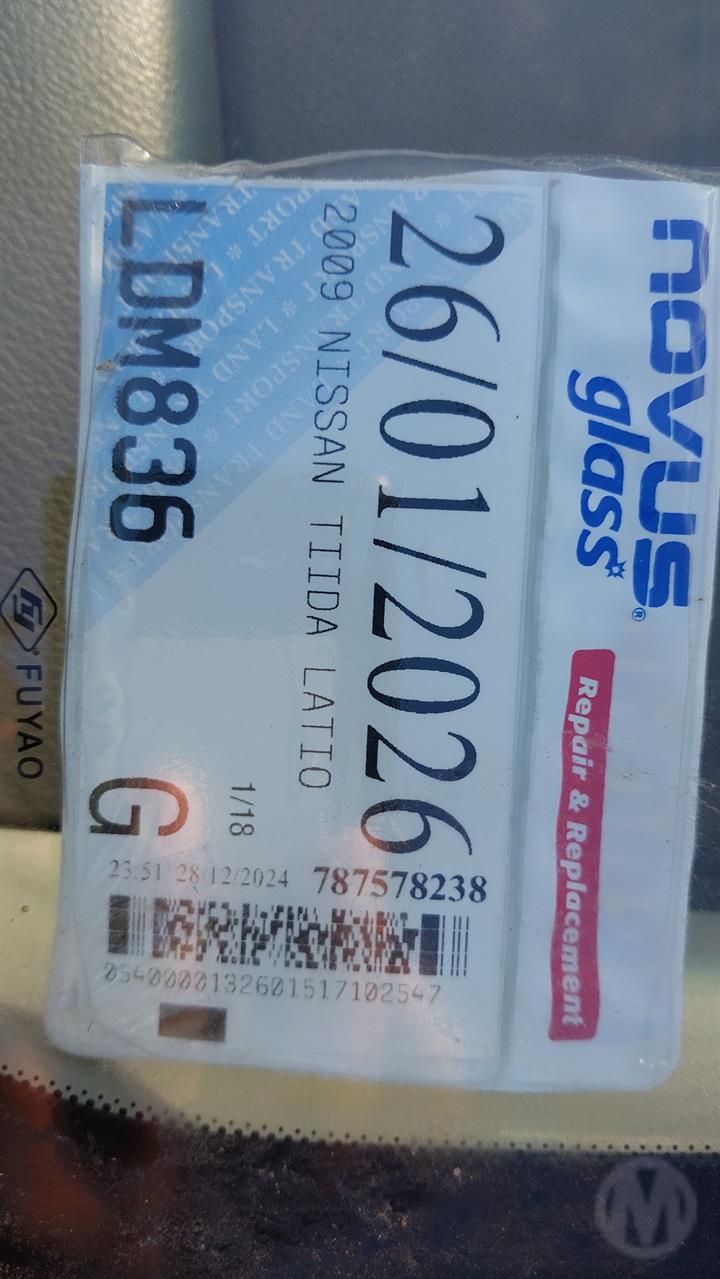 novus®
glass
Repair & Replacement
26/01/2026
2009 NISSAN TIIDA LATIO
1/18
LDM836
G
787578238
23:51 28/12/2024
0540000132601517102547
FUYAO
M